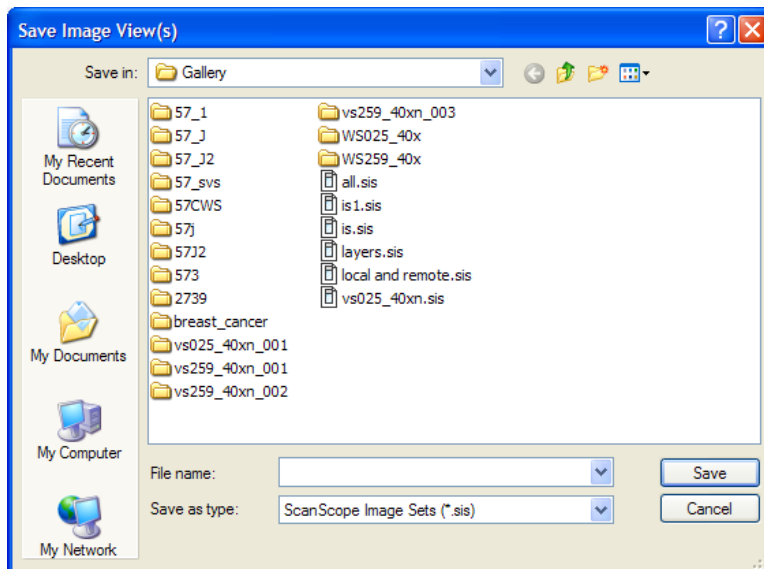 Save Image View(s)
Save in:
Gallery
My Recent
Documents
Desktop
My Documents
My Computer
My Network
57_1
57_J
57_J2
57_svs
57CWS
57j
57J2
573
2739
breast_cancer
vs025_40xn_001
vs259_40xn_001
vs259_40xn_002
vs259_40xn_003
WS025_40x
WS259_40x
all.sis
is1.sis
is.sis
layers.sis
local and remote.sis
vs025_40xn.sis
File name:
Save
Save as type:
ScanScope Image Sets (*.sis)
Cancel